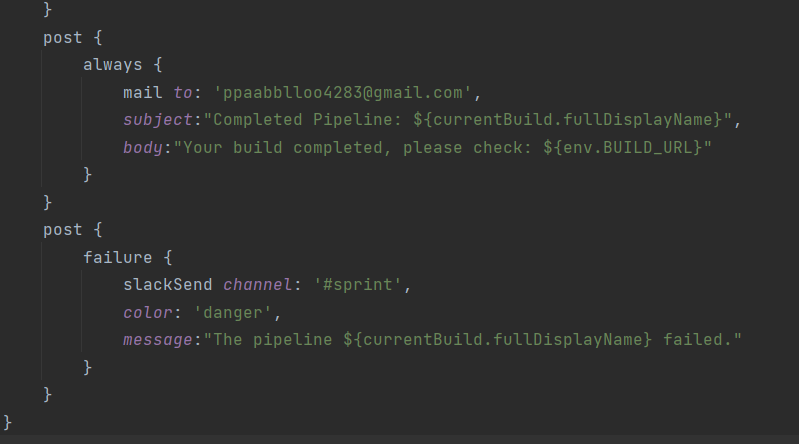 }
post {
always {
mail to: 'ppaabblloo4283@gmail.com',
subject:"Completed Pipeline: ${currentBuild.fullDisplayName}",
body:"Your build completed, please check: ${env.BUILD_URL}"
}
}
post {
failure {
slackSend channel: '#sprint',
color: 'danger',
message:"The pipeline ${currentBuild.fullDisplayName} failed."
}
}
}